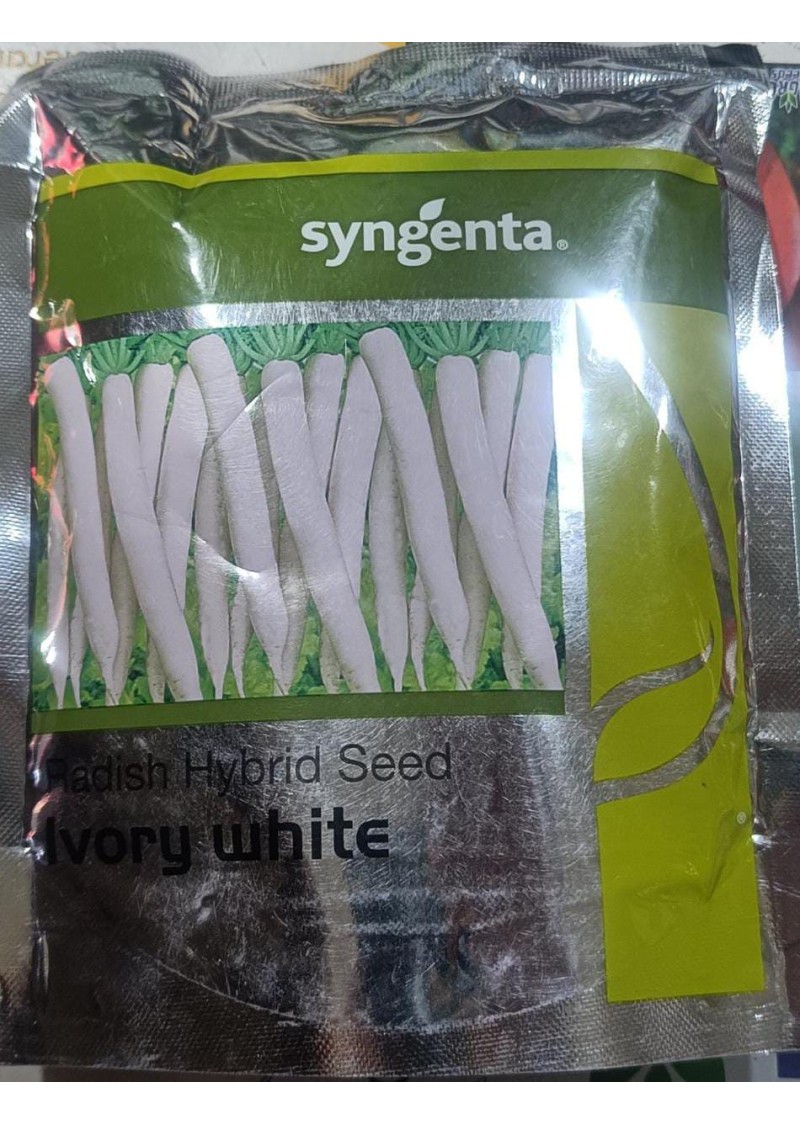 syngenta®
Radish Hybrid Seed
Ivory white
®